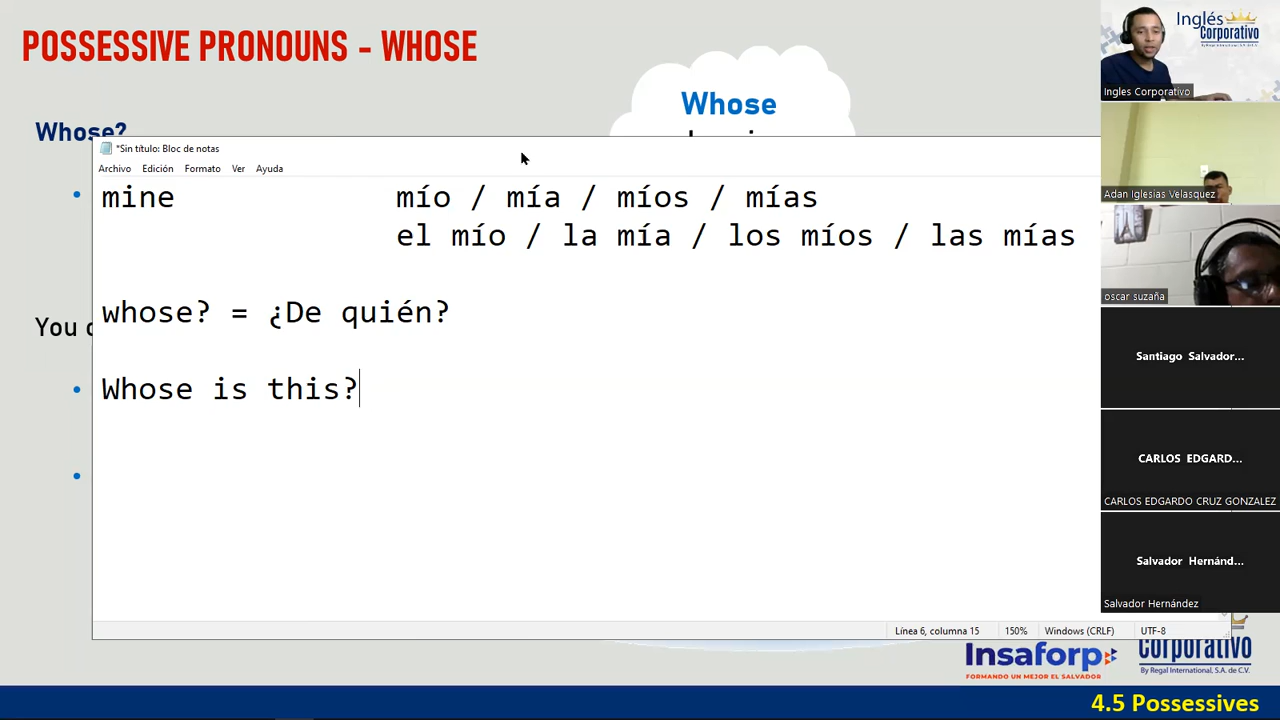 POSSESSIVE PRONOUNS - WHOSE
Whose?
Whose
*Sin título: Bloc de notas
Archivo Edición Formato Ver Ayuda
mine mío / mía / míos / mías
el mío / la mía / los míos / las mías
whose? = ¿De quién?
You
Whose is this?
Línea 6, columna 15 150% Windows (CRLF) UTF-8
Insaforp
FORMANDO UN MEJOR EL SALVADOR
corporativo
By Regal International, S.A. de C.V.
4.5 Possessives
Inglés
Corporativo
By Regal International, S.A. de C.V.
Ingles Corporativo
Adan Iglesias Velasquez
oscar suzaña
Santiago Salvador...
CARLOS EDGARD...
CARLOS EDGARDO CRUZ GONZALEZ
Salvador Hernánd...
Salvador Hernández